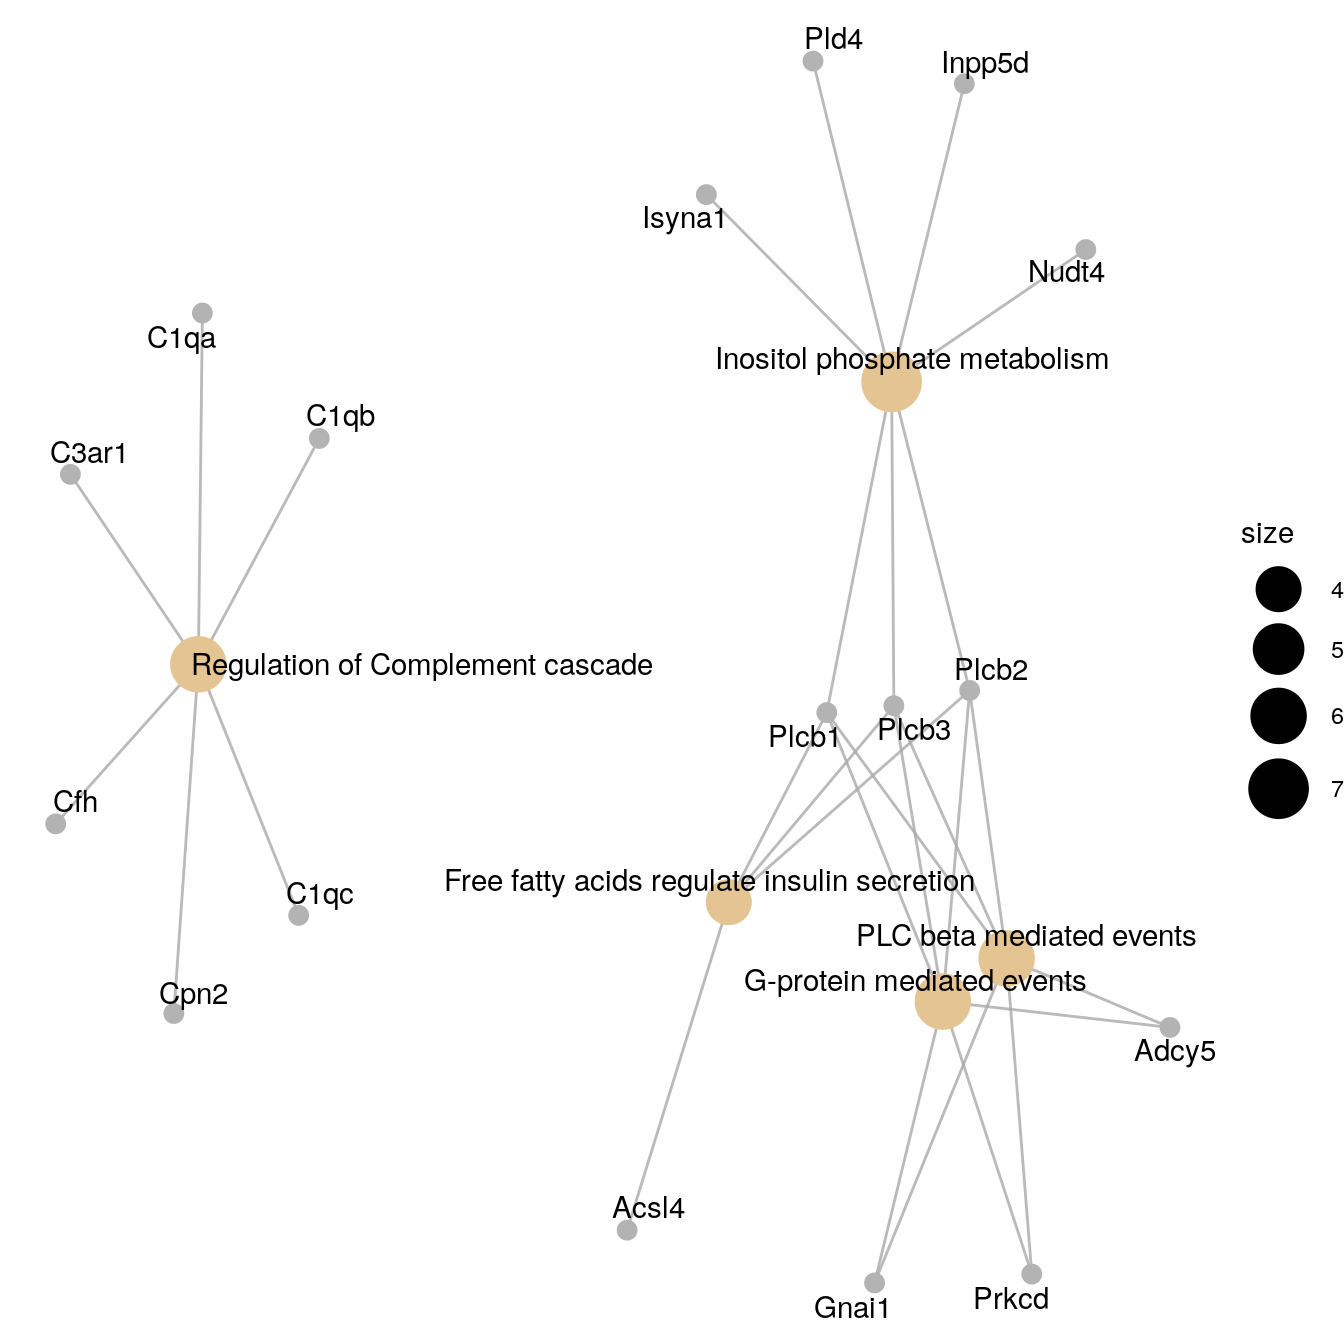 Pld4
Inpp5d
Isyna1
Nudt4
C1qa
Inositol phosphate metabolism
C1qb
C3ar1
size
4
5
Regulation of Complement cascade
Plcb2
6
Plcb3
Plcb1
7
Cfh
Free fatty acids regulate insulin secretion
C1qc
PLC beta mediated events
G-protein mediated events
Cpn2
Adcy5
Acsl4
Prkcd
Gnai1